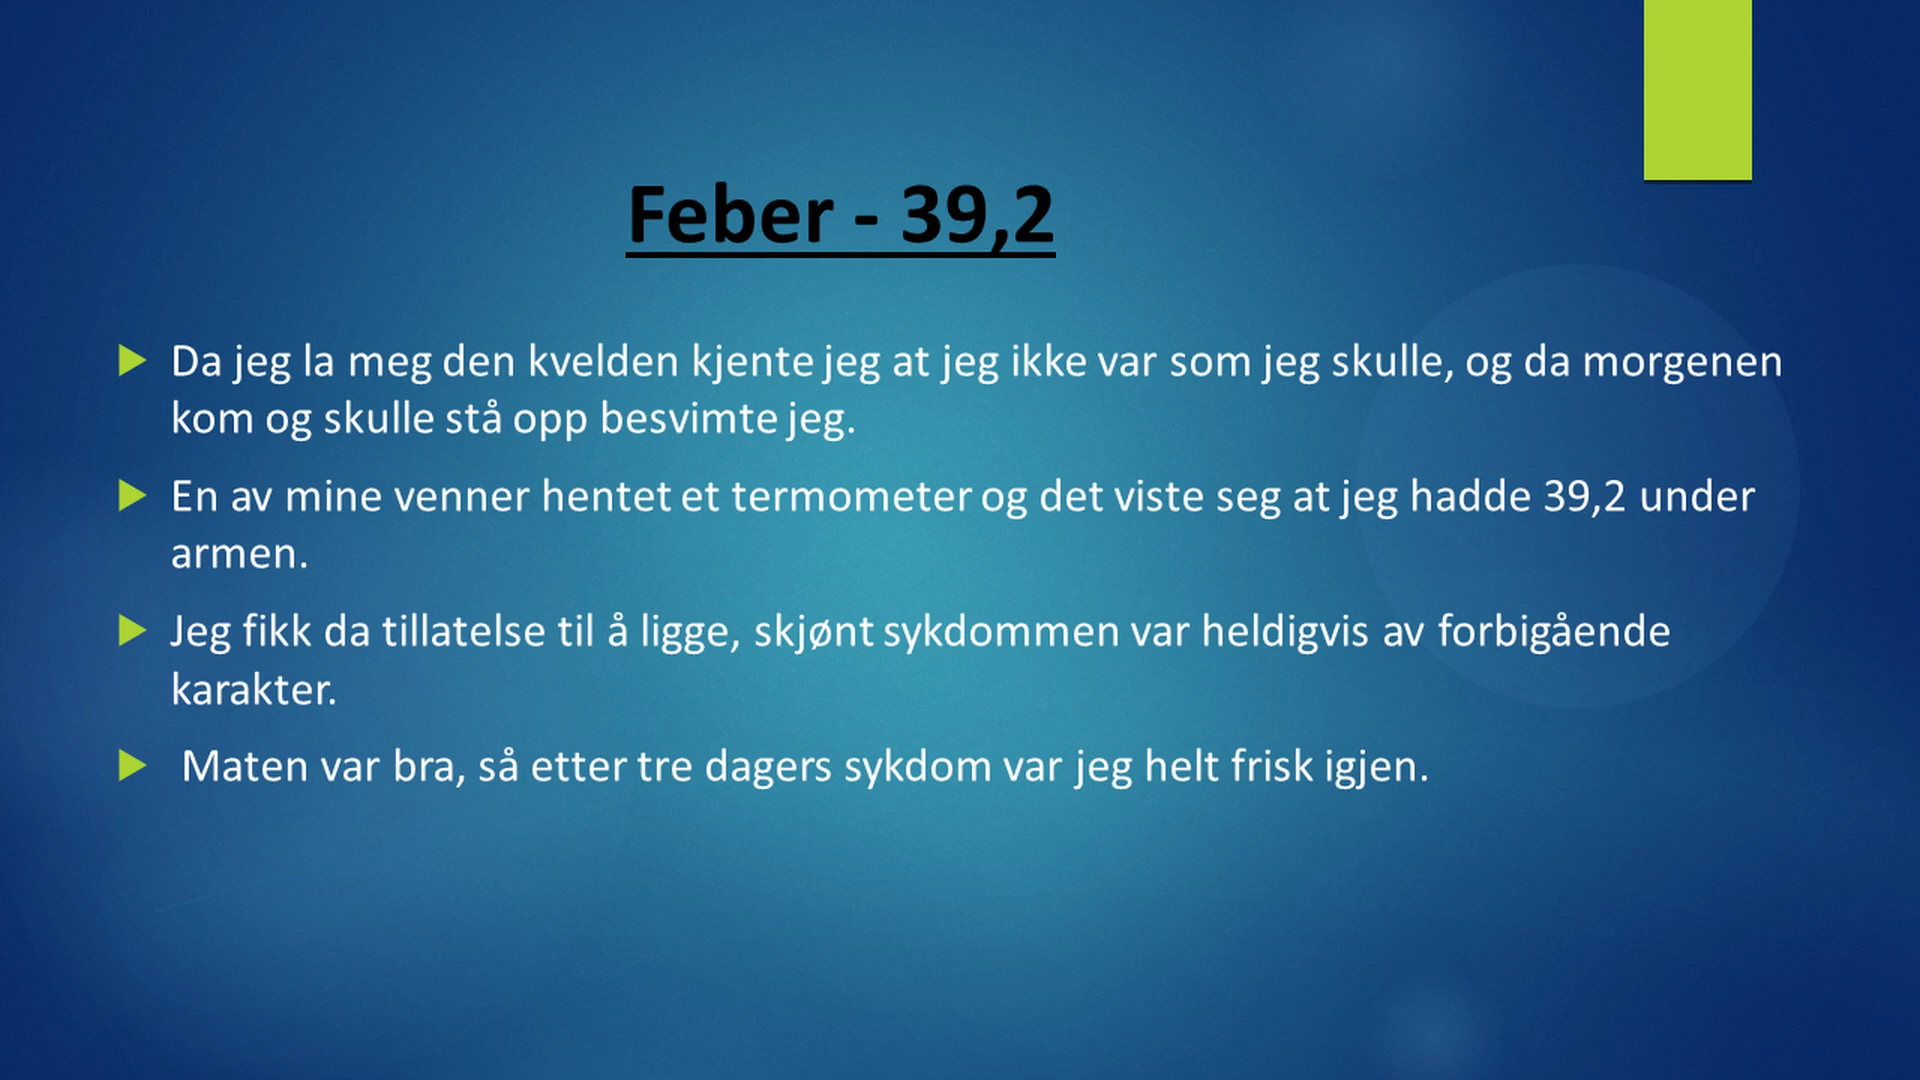 Feber - 39,2
Da jeg la meg den kvelden kjente jeg at jeg ikke var som jeg skulle, og da morgenen
kom og skulle stå opp besvimte jeg.
En av mine venner hentet et termometer og det viste seg at jeg hadde 39,2 under
armen.
Jeg fikk da tillatelse til å ligge, skjønt sykdommen var heldigvis av forbigående
karakter.
Maten var bra, så etter tre dagers sykdom var jeg helt frisk igjen.